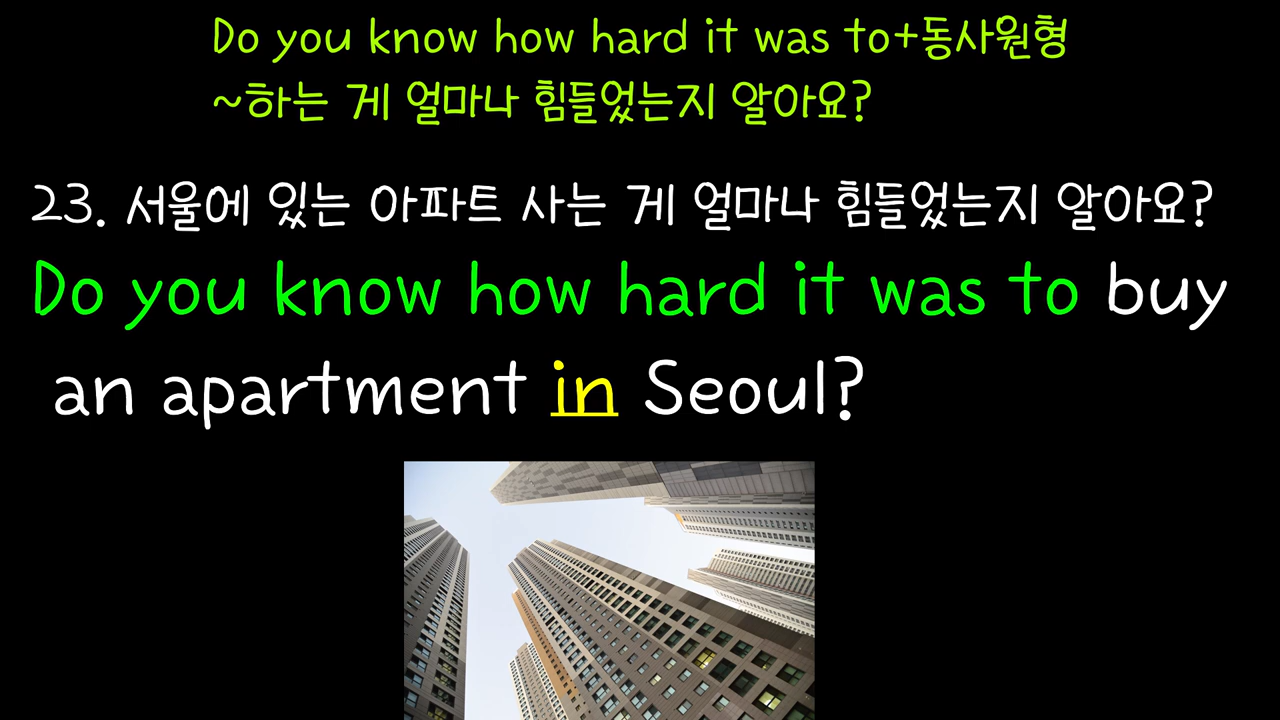 Do you know how hard it was to+동사원형
~하는 게 얼마나 힘들었는지 알아요?
23. 서울에 있는 아파트 사는 게 얼마나 힘들었는지 알아요?
Do you know how hard it was to buy
an apartment in Seoul?